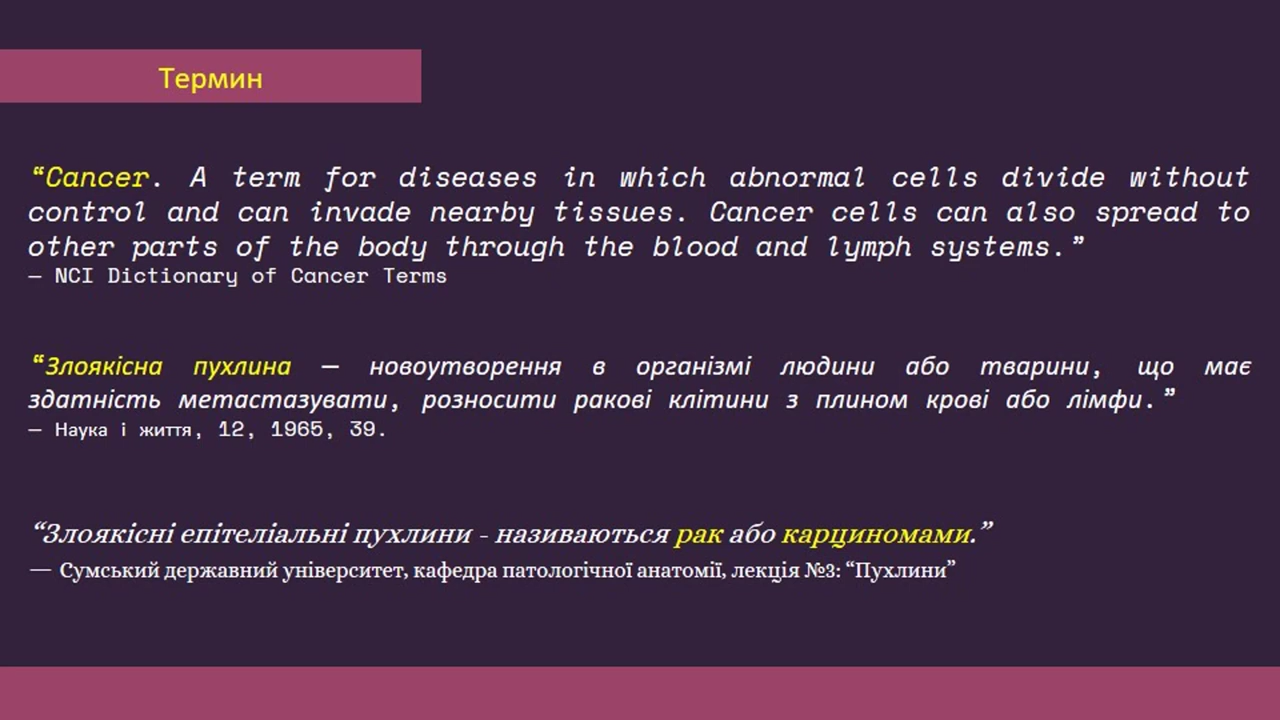 Термин
“Cancer. A term for diseases in which abnormal cells divide without
control and can invade nearby tissues. Cancer cells can also spread to
other parts of the body through the blood and lymph systems.”
— NCI Dictionary of Cancer Terms
“Злоякісна пухлина — новоутворення в організмі людини або тварини, що має
здатність метастазувати, розносити ракові клітини з плином крові або лімфи.”
— Наука і життя, 12, 1965, 39.
“Злоякісні епітеліальні пухлини - називаються рак або карциномами.”
— Сумський державний університет, кафедра патологічної анатомії, лекція №3: “Пухлини”